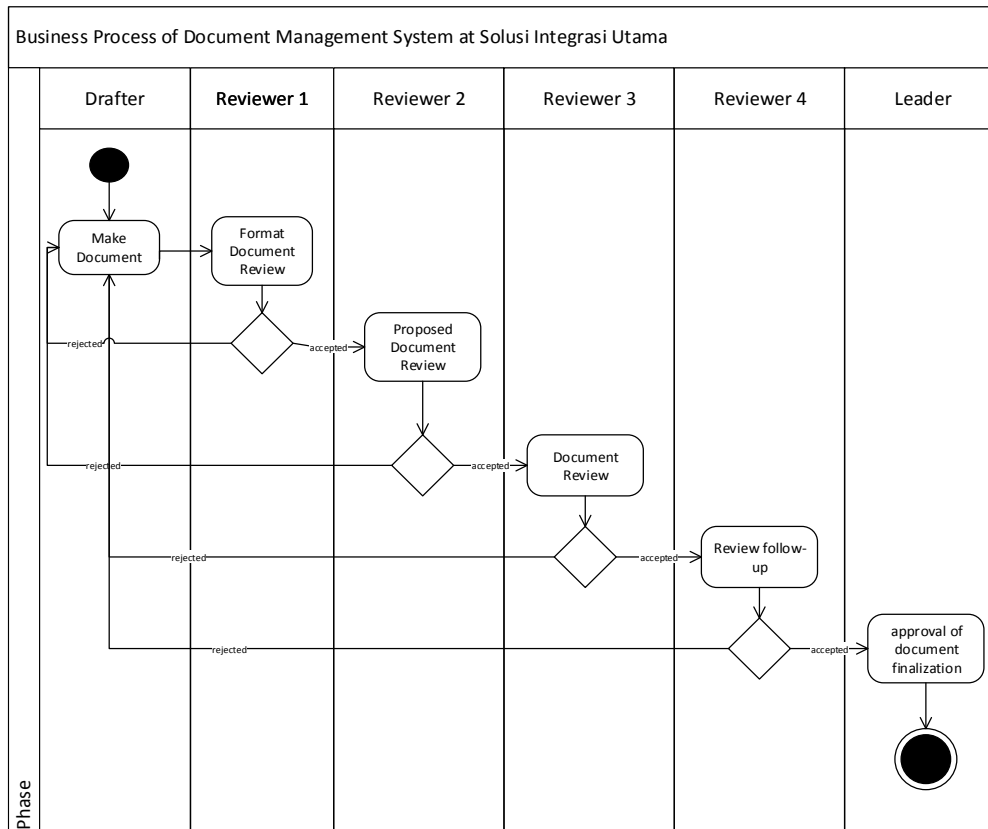 Business Process of Document Management System at Solusi Integrasi Utama
Drafter
Reviewer 1
Reviewer 2
Reviewer 3
Reviewer 4
Leader
Make
Document
Format
Document
Review
rejected
accepted
Proposed
Document
Review
rejected
accepted
Document
Review
rejected
accepted
Review follow-
up
rejected
accepted
approval of
document
finalization
Phase